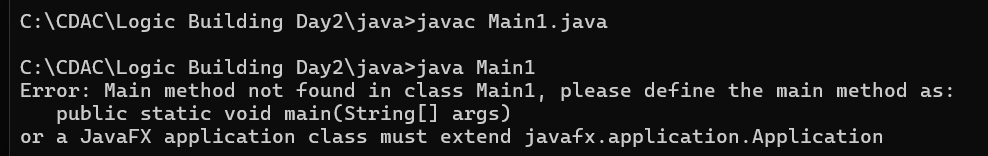 C:\CDAC\Logic Building Day2\java>javac Main1.java
C:\CDAC\Logic Building Day2\java>java Main1
Error: Main method not found in class Main1, please define the main method as:
   public static void main(String[] args)
or a JavaFX application class must extend javafx.application.Application